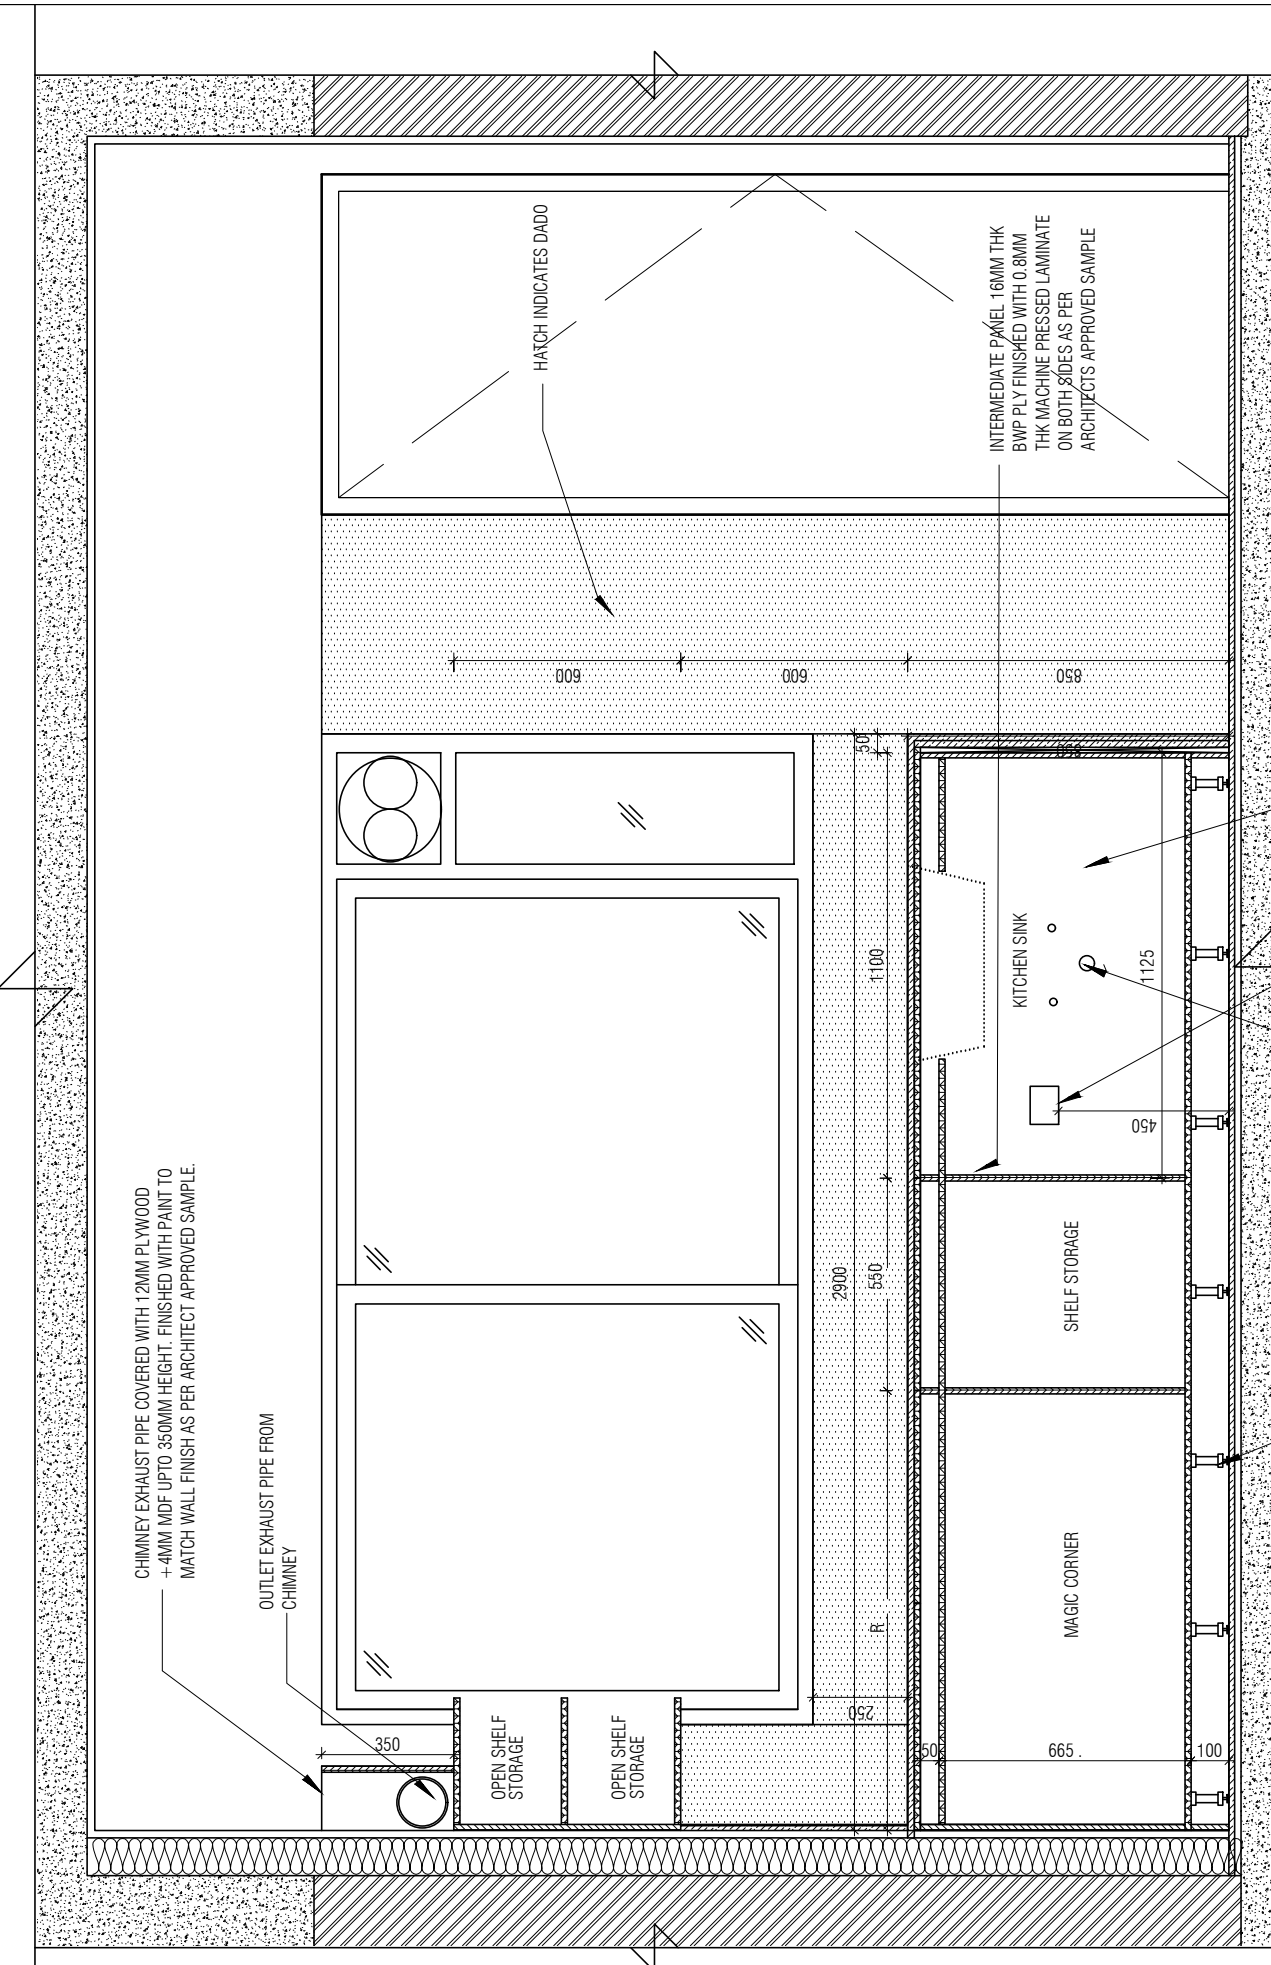 CHIMNEY EXHAUST PIPE COVERED WITH 12MM PLYWOOD
+4MM MDF UPTO 350MM HEIGHT. FINISHED WITH PAINT TO
MATCH WALL FINISH AS PER ARCHITECT APPROVED SAMPLE.
OUTLET EXHAUST PIPE FROM
CHIMNEY
HATCH INDICATES DADO
INTERMEDIATE PANEL 16MM THK
BWP PLY FINISHED WITH 0.8MM
THK MACHINE PRESSED LAMINATE
ON BOTH SIDES AS PER
ARCHITECTS APPROVED SAMPLE
350
OPEN SHELF
STORAGE
OPEN SHELF
STORAGE
600
600
850
250
2900
R
550
1100
50
50
665 .
100
MAGIC CORNER
SHELF STORAGE
KITCHEN SINK
1125
450
850